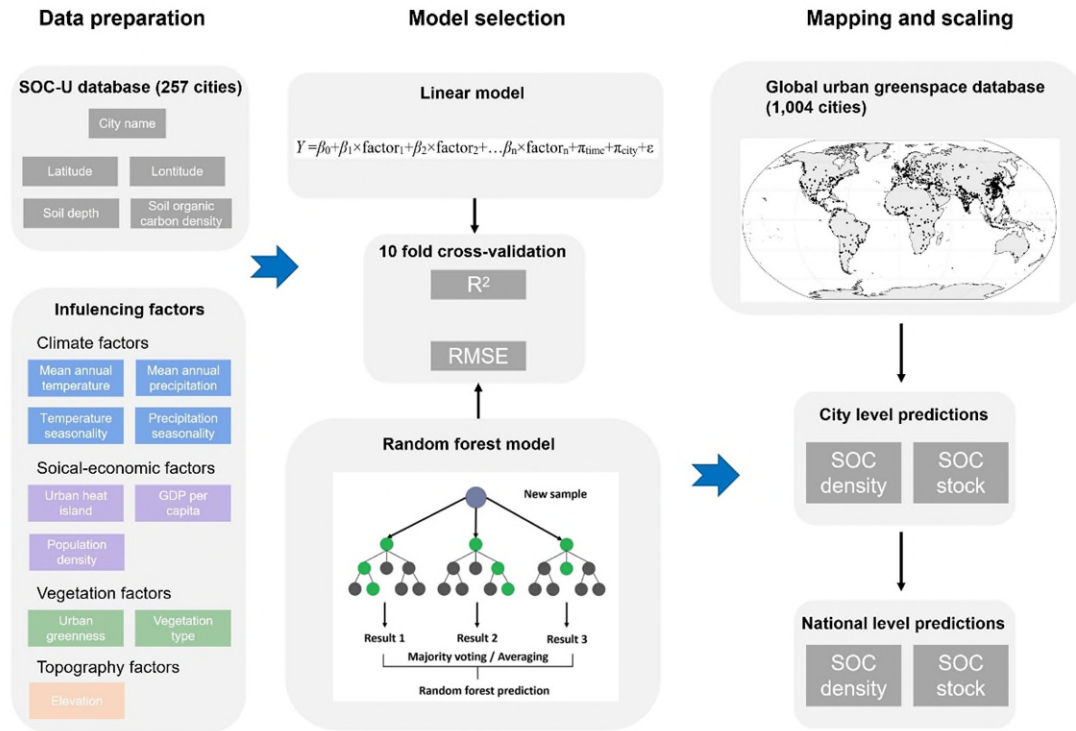 Data preparation
SOC-U database (257 cities)
City name
Latitude
Lontitude
Soil depth
Soil organic
carbon density
Infulencing factors
Climate factors
Mean annual
temperature
Mean annual
precipitation
Temperature
seasonality
Precipitation
seasonality
Soical-economic factors
Urban heat
island
GDP per
capita
Population
density
Vegetation factors
Urban
greenness
Vegetation
type
Topography factors
Elevation
Model selection
Linear model
Y =β₀+β₁×factor₁+β₂×factor₂+…βₙ×factorₙ+π_time+π_city+ε
10 fold cross-validation
R²
RMSE
Random forest model
New sample
Result 1
Result 2
Result 3
Majority voting / Averaging
Random forest prediction
Mapping and scaling
Global urban greenspace database
(1,004 cities)
City level predictions
SOC
density
SOC
stock
National level predictions
SOC
density
SOC
stock